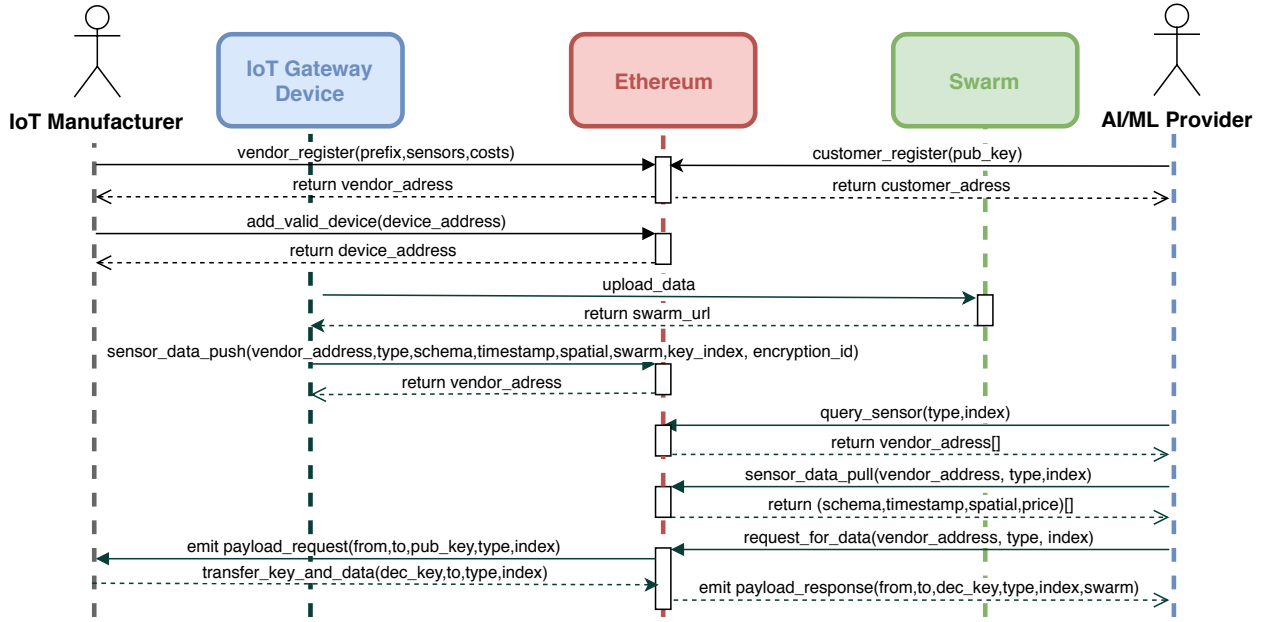 IoT Gateway
Device
Ethereum
Swarm
IoT Manufacturer
AI/ML Provider
vendor_register(prefix,sensors,costs)
customer_register(pub_key)
return vendor_adress
return customer_adress
add_valid_device(device_address)
return device_address
upload_data
return swarm_url
sensor_data_push(vendor_address,type,schema,timestamp,spatial,swarm,key_index, encryption_id)
return vendor_adress
query_sensor(type,index)
return vendor_adress[]
sensor_data_pull(vendor_address, type,index)
return (schema,timestamp,spatial,price)[]
request_for_data(vendor_address, type, index)
emit payload_request(from,to,pub_key,type,index)
transfer_key_and_data(dec_key,to,type,index)
emit payload_response(from,to,dec_key,type,index,swarm)